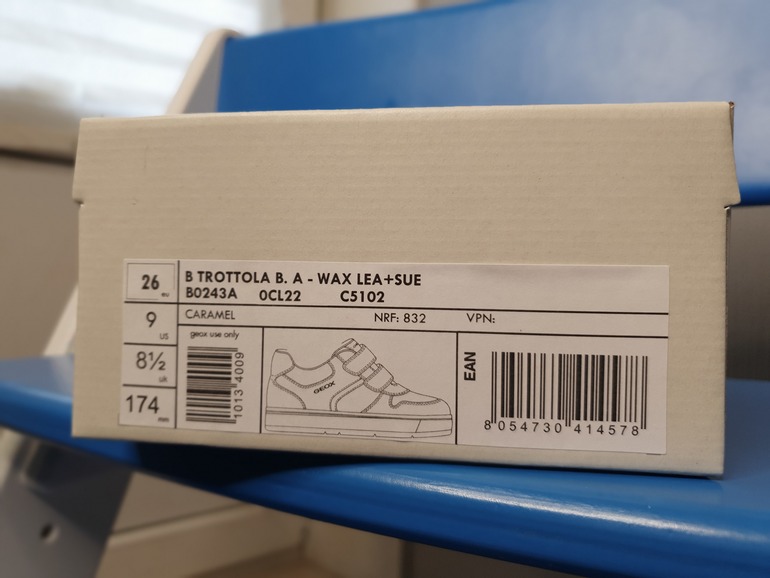 26 eu
B TROTTOLA B. A - WAX LEA+SUE
B0243A 0CL22 C5102
9 US
CARAMEL NRF: 832 VPN:
geox use only
8½ uk
174 mm
1013 4009
GEOX
EAN
8 054730 414578